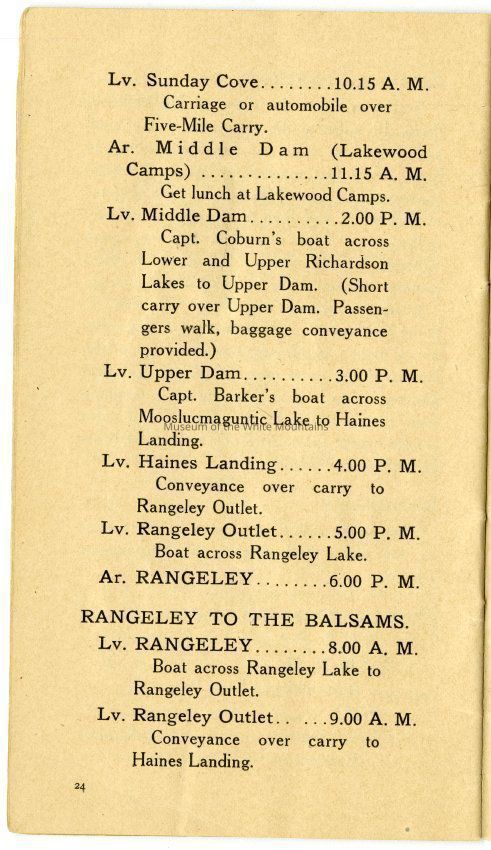 Lv. Sunday Cove........10.15 A. M.
Carriage or automobile over
Five-Mile Carry.
Ar. Middle Dam (Lakewood
Camps) ..............11.15 A. M.
Get lunch at Lakewood Camps.
Lv. Middle Dam..........2.00 P. M.
Capt. Coburn's boat across
Lower and Upper Richardson
Lakes to Upper Dam. (Short
carry over Upper Dam. Passen-
gers walk, baggage conveyance
provided.)
Lv. Upper Dam..........3.00 P. M.
Capt. Barker's boat across
Mooslucmaguntic Lake to Haines
Museum of the White Mountains
Landing.
Lv. Haines Landing......4.00 P. M.
Conveyance over carry to
Rangeley Outlet.
Lv. Rangeley Outlet......5.00 P. M.
Boat across Rangeley Lake.
Ar. RANGELEY........6.00 P. M.
RANGELEY TO THE BALSAMS.
Lv. RANGELEY........8.00 A. M.
Boat across Rangeley Lake to
Rangeley Outlet.
Lv. Rangeley Outlet.. ...9.00 A. M.
Conveyance over carry to
Haines Landing.
24